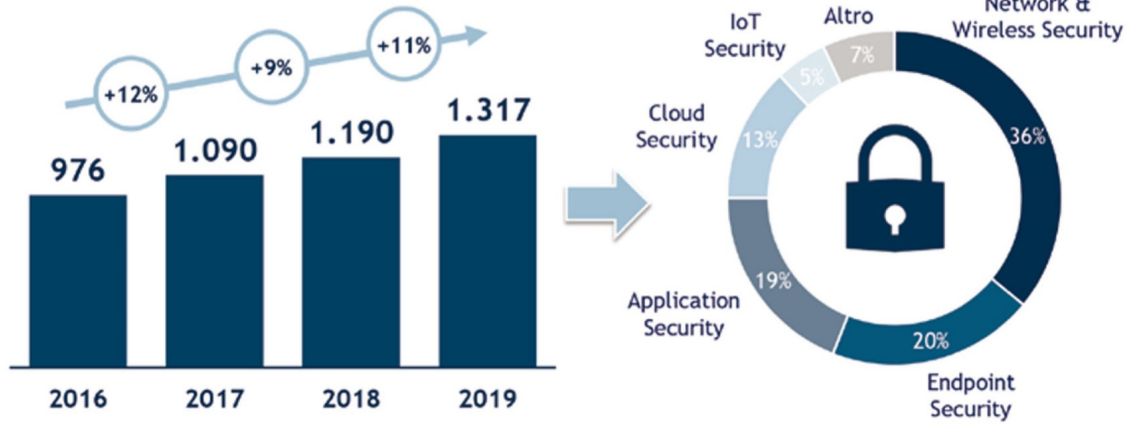 +12%
+9%
+11%
976
1.090
1.190
1.317
2016
2017
2018
2019
Network &
Wireless Security
36%
20%
Endpoint
Security
19%
Application
Security
13%
Cloud
Security
5%
IoT
Security
7%
Altro